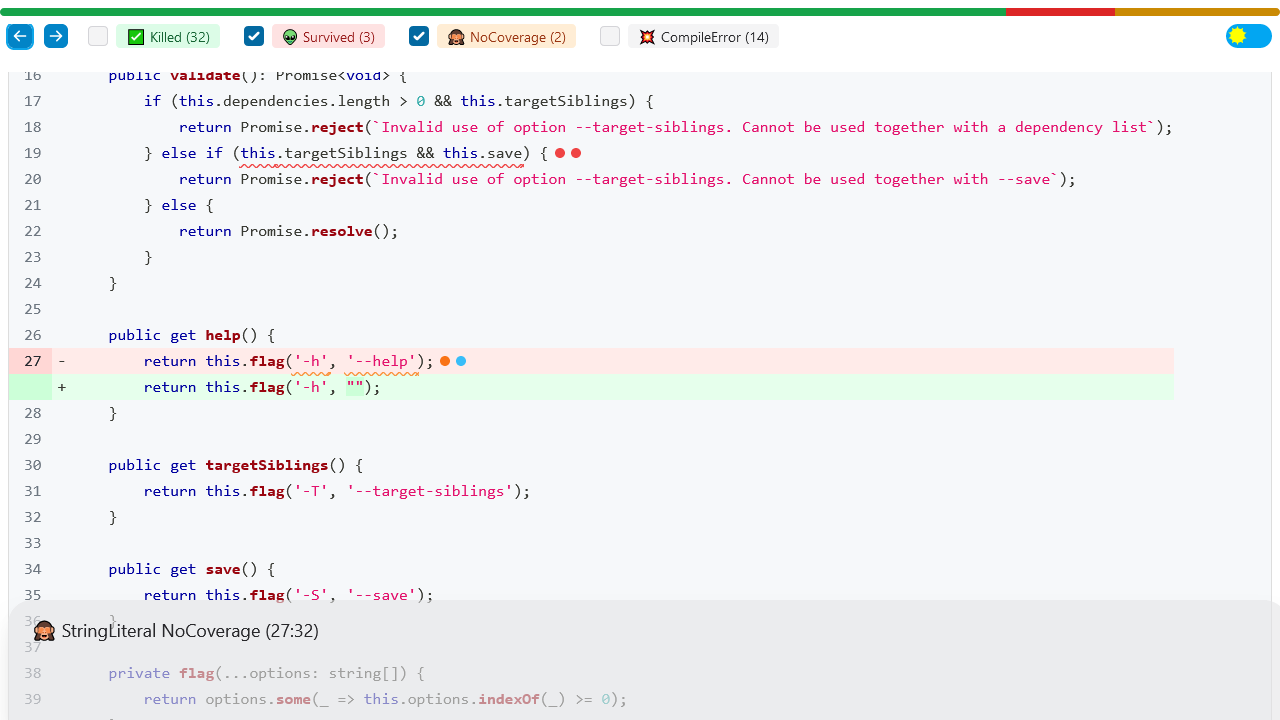 Killed (32) Survived (3) NoCoverage (2) CompileError (14)
16 public validate(): Promise<void> {
17 if (this.dependencies.length > 0 && this.targetSiblings) {
18 return Promise.reject(`Invalid use of option --target-siblings. Cannot be used together with a dependency list`);
19 } else if (this.targetSiblings && this.save) {
20 return Promise.reject(`Invalid use of option --target-siblings. Cannot be used together with --save`);
21 } else {
22 return Promise.resolve();
23 }
24 }
25
26 public get help() {
27 - return this.flag('-h', '--help');
+ return this.flag('-h', "");
28 }
29
30 public get targetSiblings() {
31 return this.flag('-T', '--target-siblings');
32 }
33
34 public get save() {
35 return this.flag('-S', '--save');
36 }
StringLiteral NoCoverage (27:32)
37
38 private flag(...options: string[]) {
39 return options.some(_ => this.options.indexOf(_) >= 0);